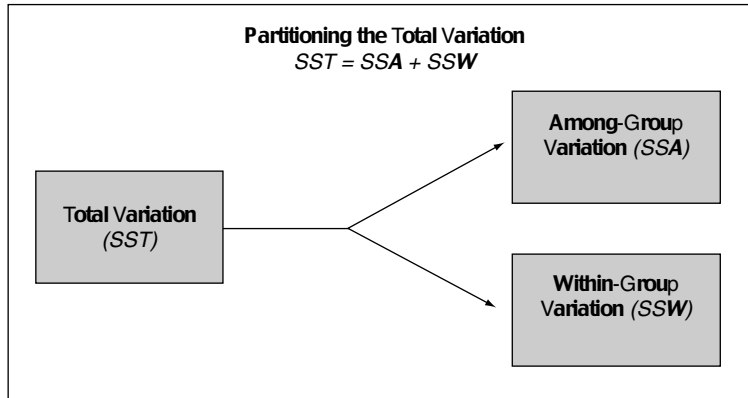 Partitioning the Total Variation
SST = SSA + SSW
Among-Group
Variation (SSA)
Total Variation
(SST)
Within-Group
Variation (SSW)